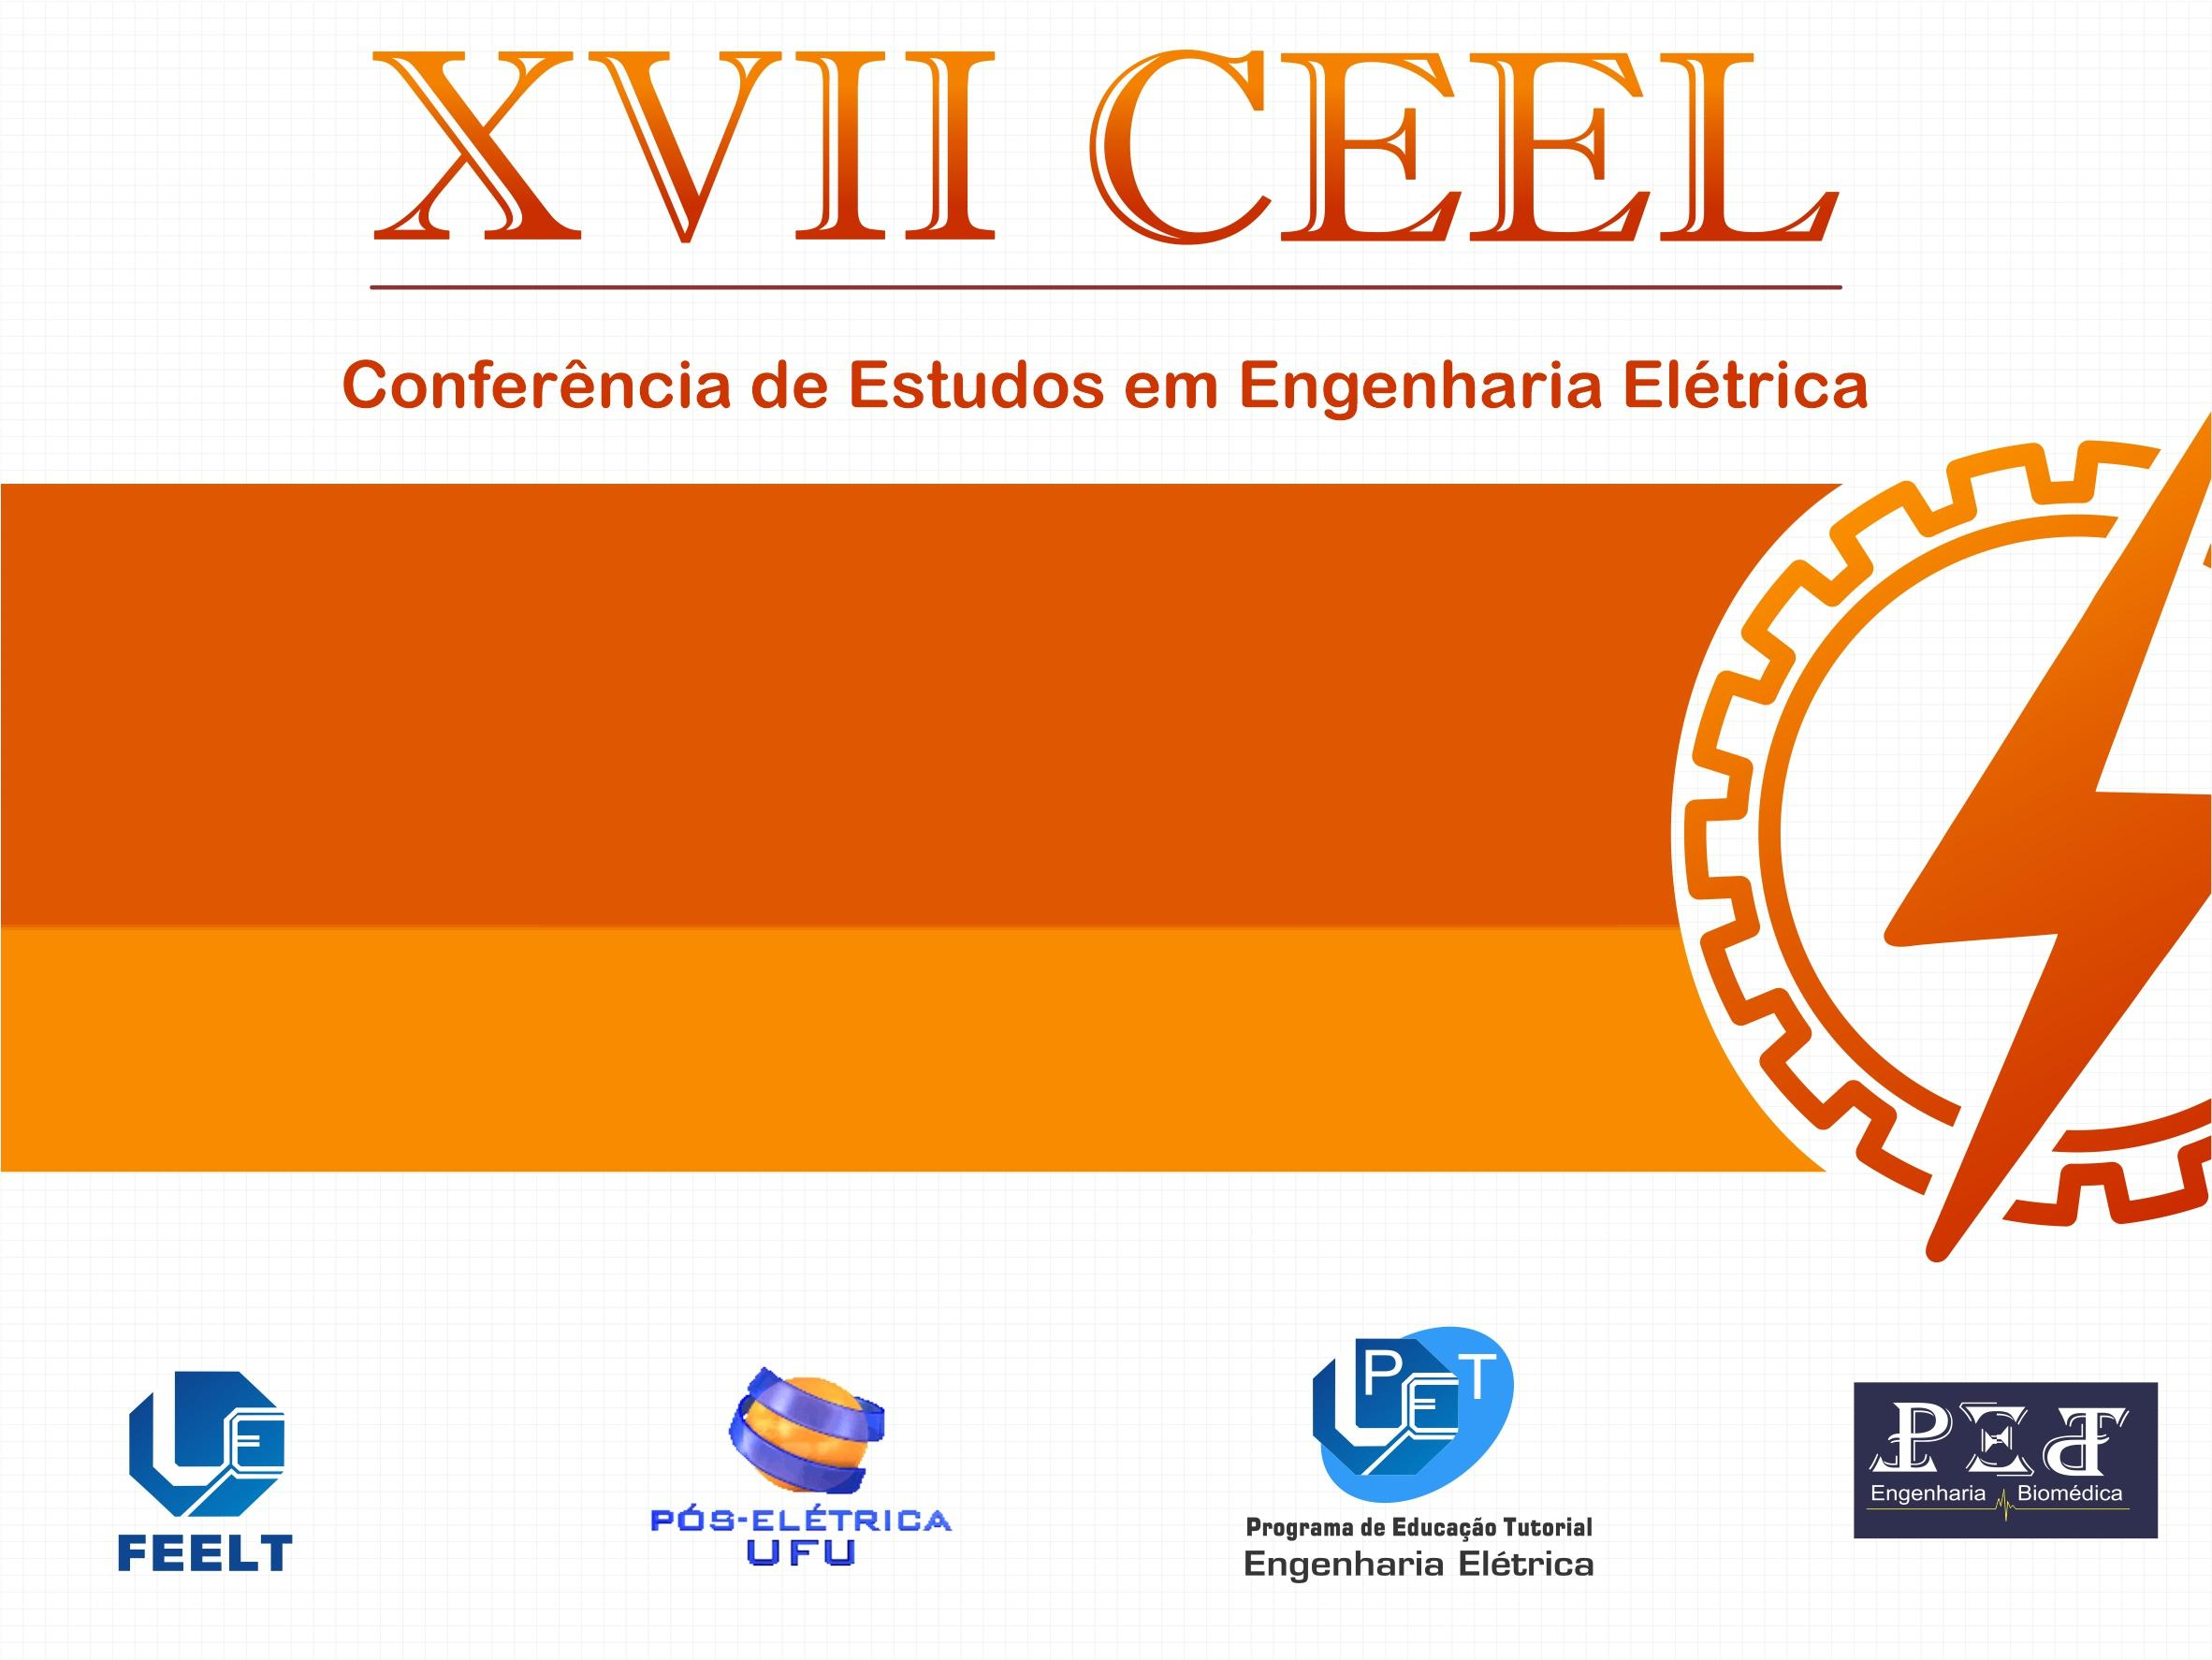 XVII CEEL
Conferência de Estudos em Engenharia Elétrica
FEELT
PÓS-ELÉTRICA
UFU
P E T
Programa de Educação Tutorial
Engenharia Elétrica
PET
Engenharia Biomédica